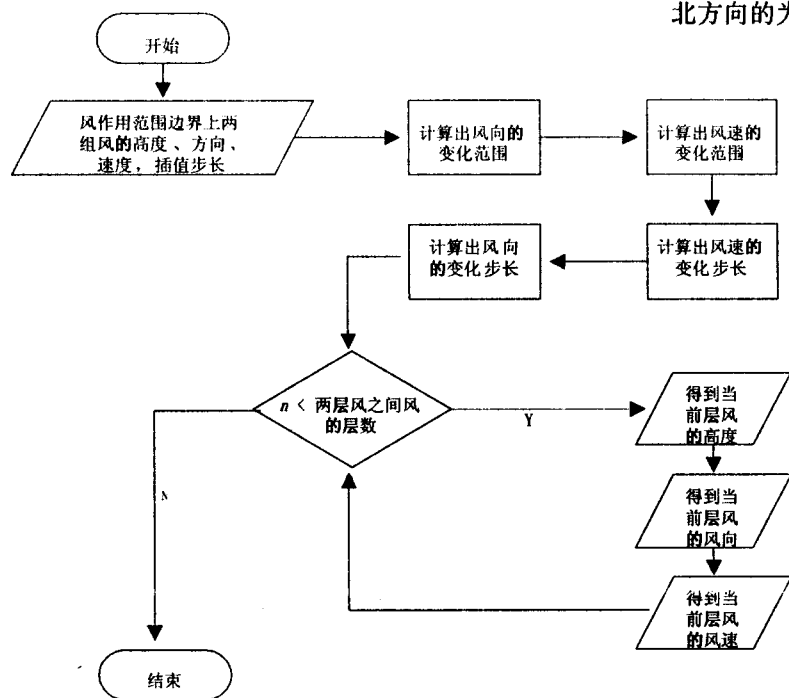 北方向的为
开始
风作用范围边界上两
组风的高度、方向、
速度，插值步长
计算出风向的
变化范围
计算出风速的
变化范围
计算出风向
的变化步长
计算出风速的
变化步长
n < 两层风之间风
的层数
Y
得到当
前层风
的高度
得到当
前层风
的风向
N
得到当
前层风
的风速
结束